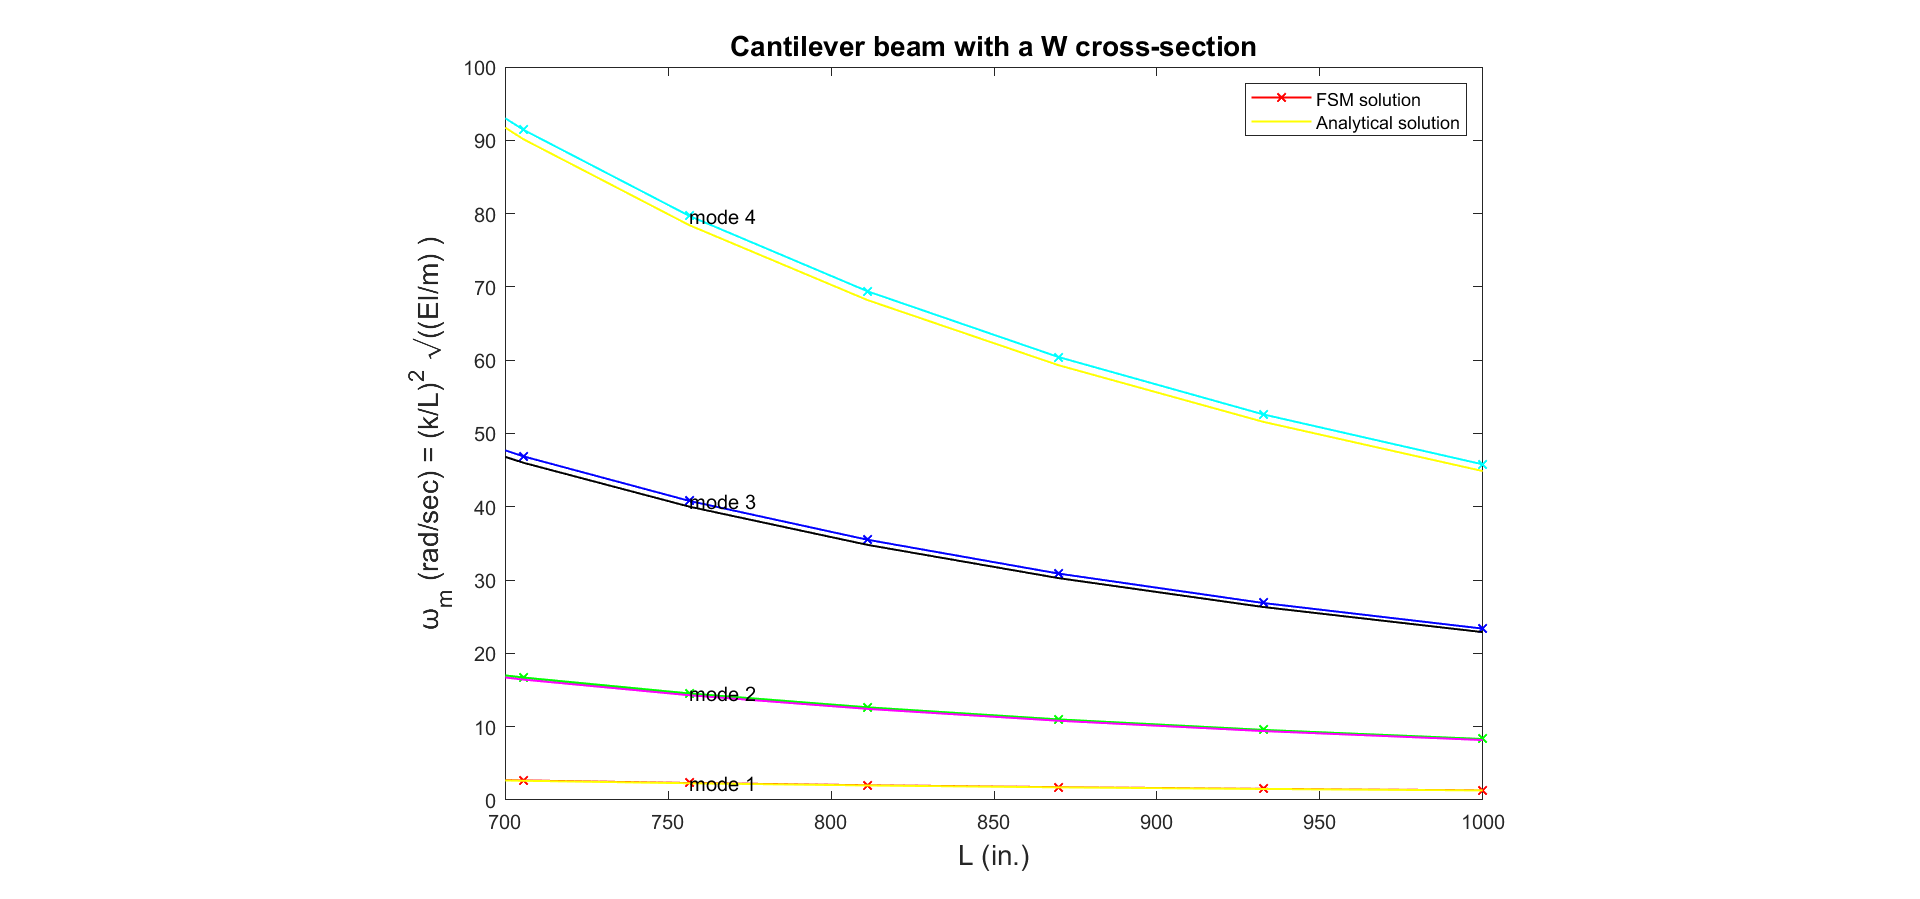 Cantilever beam with a W cross-section
FSM solution
Analytical solution
100
90
80
70
60
50
40
30
20
10
0
ω_m (rad/sec) = (k/L)^2 √((EI/m) )
mode 4
mode 3
mode 2
mode 1
700
750
800
850
900
950
1000
L (in.)